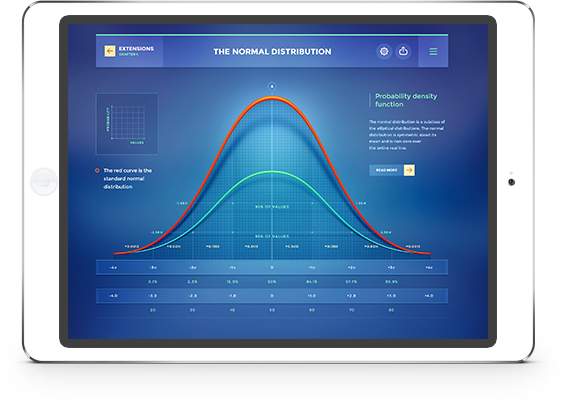 EXTENSIONS
CHAPTER 4
THE NORMAL DISTRIBUTION
PROBABILITY
VALUES
0
The red curve is the
standard normal
distribution
Probability density
function
The normal distribution is a subclass of
the elliptical distributions. The normal
distribution is symmetric about its
mean and is non-zero over
the entire real line.
READ MORE
95% OF VALUES
99% OF VALUES
-4σ -3σ -2σ -1σ 0 +1σ +2σ +3σ +4σ
0.1% 2.3% 15.9% 50% 84.1% 97.7% 99.9%
-4.0 -3.0 -2.0 -1.0 0 +1.0 +2.0 +3.0 +4.0
20 30 40 50 60 70 80